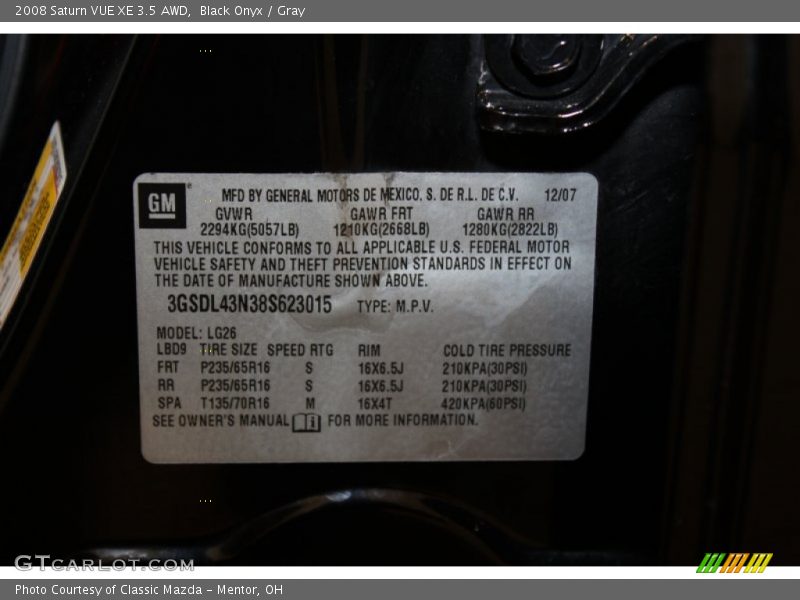 2008 Saturn VUE XE 3.5 AWD,  Black Onyx / Gray
GM
MFD BY GENERAL MOTORS DE MEXICO, S. DE R.L. DE C.V. 12/07
GVWR GAWR FRT GAWR RR
2294KG(5057LB) 1210KG(2668LB) 1280KG(2822LB)
THIS VEHICLE CONFORMS TO ALL APPLICABLE U.S. FEDERAL MOTOR
VEHICLE SAFETY AND THEFT PREVENTION STANDARDS IN EFFECT ON
THE DATE OF MANUFACTURE SHOWN ABOVE.
3GSDL43N38S623015 TYPE: M.P.V.
MODEL: LG26
LBD9 TIRE SIZE SPEED RTG RIM COLD TIRE PRESSURE
FRT P235/65R16 S 16X6.5J 210KPA(30PSI)
RR P235/65R16 S 16X6.5J 210KPA(30PSI)
SPA T135/70R16 M 16X4T 420KPA(60PSI)
SEE OWNER'S MANUAL i FOR MORE INFORMATION.
GTCARLOT.COM
Photo Courtesy of Classic Mazda - Mentor, OH